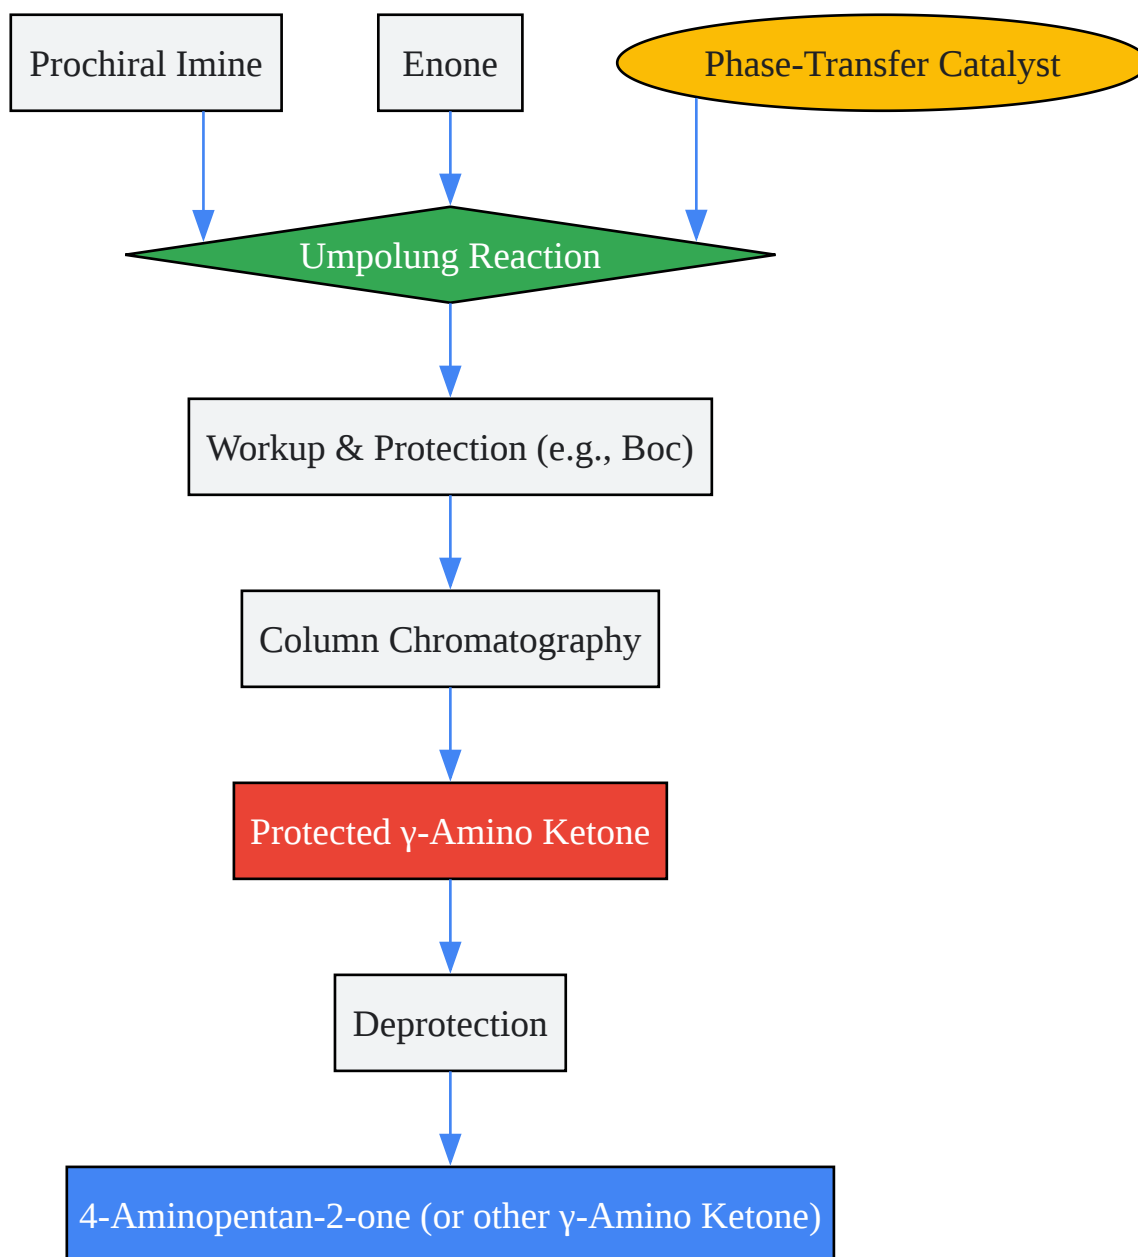 Prochiral Imine
Enone
Phase-Transfer Catalyst
Umpolung Reaction
Workup & Protection (e.g., Boc)
Column Chromatography
Protected γ-Amino Ketone
Deprotection
4-Aminopentan-2-one (or other γ-Amino Ketone)